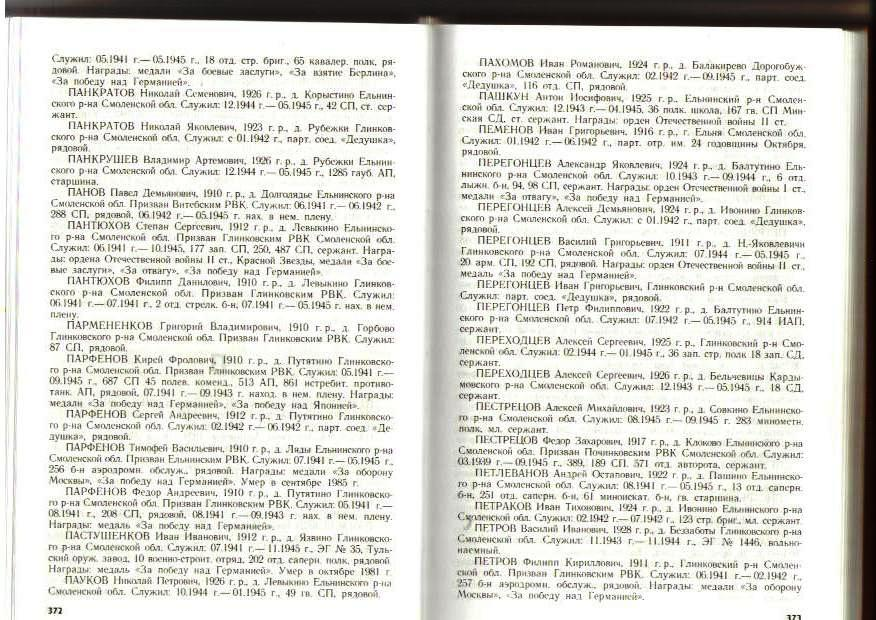 Служил: 05.1941 г.— 05.1945 г., 18 отд. стр. бриг., 65 кавалер. полк, ря-
довой. Награды: медали «За боевые заслуги», «За взятие Берлина»,
«За победу над Германией».
ПАНКРАТОВ Николай Семенович, 1926 г. р., д. Корыстино Ельнин-
ского р-на Смоленской обл. Служил: 12.1944 г.— 05.1945 г., 42 СП, ст. сер-
жант.
ПАНКРАТОВ Николай Яковлевич, 1923 г. р., д. Рубежки Глинков-
ского р-на Смоленской обл. Служил: с 01.1942 г., парт. соед. «Дедушка»,
рядовой.
ПАНКРУШЕВ Владимир Артемович, 1926 г. р., д. Рубежки Ельнин-
ского р-на Смоленской обл. Служил: 12.1944 г.— 05.1945 г., 1285 гауб. АП,
старшина.
ПАНОВ Павел Демьянович, 1910 г. р., д. Долголядье Ельнинского р-на
Смоленской обл. Призван Витебским РВК. Служил: 06.1941 г.— 06.1942 г.,
288 СП, рядовой, 06.1942 г.— 05.1945 г. нах. в нем. плену.
ПАНТЮХОВ Степан Сергеевич, 1912 г. р., д. Левыкино Ельнинско-
го р-на Смоленской обл. Призван Глинковским РВК Смоленской обл.
Служил: 06.1941 г.— 10.1945, 177 зап. СП, 250, 487 СП, сержант. Награ-
ды: ордена Отечественной войны II ст., Красной Звезды, медали «За бое-
вые заслуги», «За отвагу», «За победу над Германией».
ПАНТЮХОВ Филипп Данилович, 1910 г. р., д. Левыкино Глинков-
ского р-на Смоленской обл. Призван Глинковским РВК. Служил:
06.1941 г.— 07.1941 г., 2 отд. стрелк. б-н, 07.1941 г.— 05.1945 г. нах. в нем.
плену.
ПАРМЕНЕНКОВ Григорий Владимирович, 1910 г. р., д. Горбово
Глинковского р-на Смоленской обл. Призван Глинковским РВК. Служил:
87 СП, рядовой.
ПАРФЕНОВ Кирей Фролович, 1910 г. р., д. Путятино Глинковско-
го р-на Смоленской обл. Призван Глинковским РВК. Служил: 05.1941 г.—
09.1945 г., 687 СП 45 полев. коменд., 513 АП, 861 истребит. противо-
танк. АП, рядовой, 07.1941 г.— 09.1943 г. наход. в нем. плену. Награды:
медали «За победу над Германией», «За победу над Японией».
ПАРФЕНОВ Сергей Андреевич, 1912 г. р., д. Путятино Глинковско-
го р-на Смоленской обл. Служил: 02.1942 г.— 06.1942 г., парт. соед. «Де-
душка», рядовой.
ПАРФЕНОВ Тимофей Васильевич, 1910 г. р., д. Ляды Ельнинского р-на
Смоленской обл. Призван Ельнинским РВК. Служил: 07.1941 г.— 05.1945 г.,
256 б-н аэродромн. обслуж., рядовой. Награды: медали «За оборону
Москвы», «За победу над Германией». Умер в сентябре 1985 г.
ПАРФЕНОВ Федор Андреевич, 1910 г. р., д. Путятино Глинковско-
го р-на Смоленской обл. Призван Глинковским РВК. Служил: 05.1941 г.—
08.1941 г., 208 СП, рядовой, 08.1941 г.— 09.1943 г. нах. в нем. плену.
Награды: медаль «За победу над Германией».
ПАСТУШЕНКОВ Иван Иванович, 1912 г. р., д. Язвино Глинковско-
го р-на Смоленской обл. Служил: 07.1941 г.— 11.1945 г., ЭГ № 35, Туль-
ский оруж. завод, 10 военно-строит. отряд, 202 отд. саперн. полк, рядовой.
Награды: медаль «За победу над Германией». Умер в октябре 1981 г.
ПАУКОВ Николай Петрович, 1926 г. р., д. Левыкино Ельнинского р-на
Смоленской обл. Служил: 10.1944 г.— 01.1945 г., 49 гв. СП, рядовой.
372
ПАХОМОВ Иван Романович, 1924 г. р., д. Балакирево Дорогобуж-
ского р-на Смоленской обл. Служил: 02.1942 г.— 09.1945 г., парт. соед.
«Дедушка», 116 отд. СП, рядовой.
ПАШКУН Антон Иосифович, 1925 г. р., Ельнинский р-н Смолен-
ской обл. Служил: 12.1943 г.— 04.1945, 36 полк. школа, 167 гв. СП Мин-
ская СД, ст. сержант. Награды: орден Отечественной войны II ст.
ПЕМЕНОВ Иван Григорьевич, 1916 г. р., г. Ельня Смоленской обл.
Служил: 01.1942 г.— 06.1942 г., парт. отр. им. 24 годовщины Октября,
рядовой.
ПЕРЕГОНЦЕВ Александр Яковлевич, 1924 г. р., д. Балтутино Ель-
нинского р-на Смоленской обл. Служил: 10.1943 г.— 09.1944 г., 6 отд.
лыжн. б-н, 94, 98 СП, сержант. Награды: орден Отечественной войны I ст.,
медали «За отвагу», «За победу над Германией».
ПЕРЕГОНЦЕВ Алексей Демьянович, 1924 г. р., д. Ивонино Глинков-
ского р-на Смоленской обл. Служил: с 01.1942 г., парт. соед. «Дедушка»,
рядовой.
ПЕРЕГОНЦЕВ Василий Григорьевич, 1911 г. р., д. Н.-Яковлевичи
Глинковского р-на Смоленской обл. Служил: 07.1944 г.— 05.1945 г.,
20 арм. СП, 192 СП, рядовой. Награды: орден Отечественной войны II ст.,
медаль «За победу над Германией».
ПЕРЕГОНЦЕВ Иван Григорьевич, Глинковский р-н Смоленской обл.
Служил: парт. соед. «Дедушка», рядовой.
ПЕРЕГОНЦЕВ Петр Филиппович, 1922 г. р., д. Балтутино Ельнин-
ского р-на Смоленской обл. Служил: 07.1942 г.— 05.1945 г., 914 ИАП,
сержант.
ПЕРЕХОДЦЕВ Алексей Сергеевич, 1925 г. р., Глинковский р-н Смо-
ленской обл. Служил: 02.1944 г.— 01.1945 г., 36 зап. стр. полк 18 зап. СД,
сержант.
ПЕРЕХОДЦЕВ Алексей Сергеевич, 1926 г. р., д. Бельчевицы Карды-
мовского р-на Смоленской обл. Служил: 12.1943 г.— 05.1945 г., 18 СД,
сержант.
ПЕСТРЕЦОВ Алексей Михайлович, 1923 г. р., д. Совкино Ельнинско-
го р-на Смоленской обл. Служил: 08.1945 г.— 09.1945 г. 283 минометн.
полк, мл. сержант.
ПЕСТРЕЦОВ Федор Захарович, 1917 г. р., д. Клоково Ельнинского р-на
Смоленской обл. Призван Починковским РВК Смоленской обл. Служил:
03.1939 г.— 09.1945 г., 389, 189 СП. 571 отд. авторота, сержант.
ПЕТЛЕВАНОВ Андрей Остапович, 1922 г. р., д. Пашино Ельнинско-
го р-на Смоленской обл. Служил: 08.1941 г.— 05.1945 г., 13 отд. саперн.
б-н, 251 отд. саперн. б-н, 61 миноискат. б-н, гв. старшина.
ПЕТРАКОВ Иван Тихонович, 1924 г. р., д. Ивонино Ельнинского р-на
Смоленской обл. Служил: 02.1942 г.— 07.1942 г., 123 стр. бриг., мл. сержант.
ПЕТРОВ Василий Иванович, 1928 г. р., д. Беззаботы Глинковского р-на
Смоленской обл. Служил: 11.1943 г.— 11.1944 г., ЭГ № 1446, вольно-
наемный.
ПЕТРОВ Филипп Кириллович, 1911 г. р., Глинковский р-н Смолен-
ской обл. Призван Глинковским РВК. Служил: 06.1941 г.— 02.1942 г.,
257 б-н аэродромн. обслуж., рядовой. Награды: медали «За оборону
Москвы», «За победу над Германией».
373